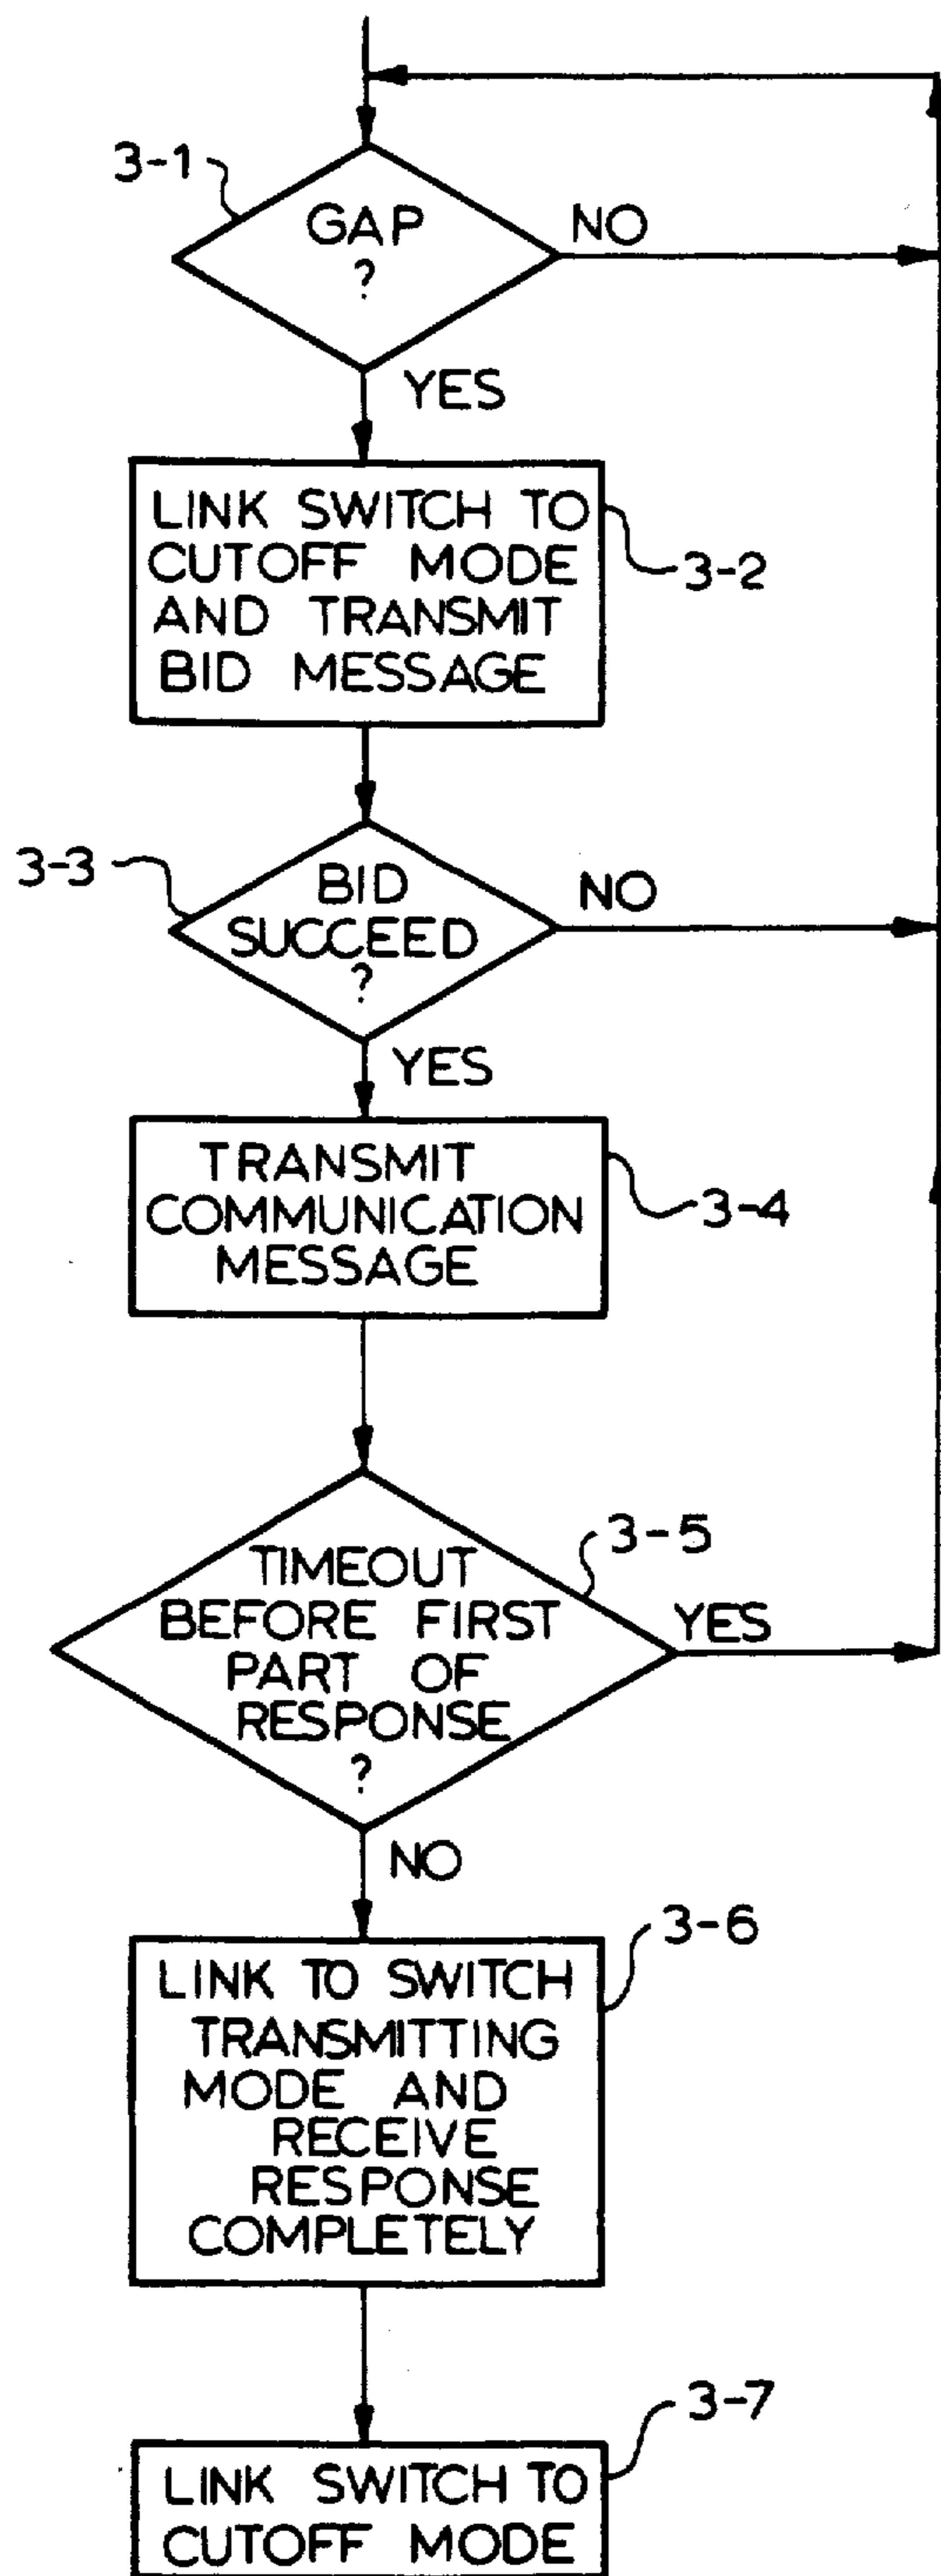 3-1
GAP
?
NO
YES
LINK SWITCH TO
CUTOFF MODE
AND TRANSMIT
BID MESSAGE
3-2
3-3
BID
SUCCEED
?
NO
YES
TRANSMIT
COMMUNICATION
MESSAGE
3-4
TIMEOUT
BEFORE FIRST
PART OF
RESPONSE
?
3-5
YES
NO
3-6
LINK TO SWITCH
TRANSMITTING
MODE AND
RECEIVE
RESPONSE
COMPLETELY
3-7
LINK SWITCH TO
CUTOFF MODE